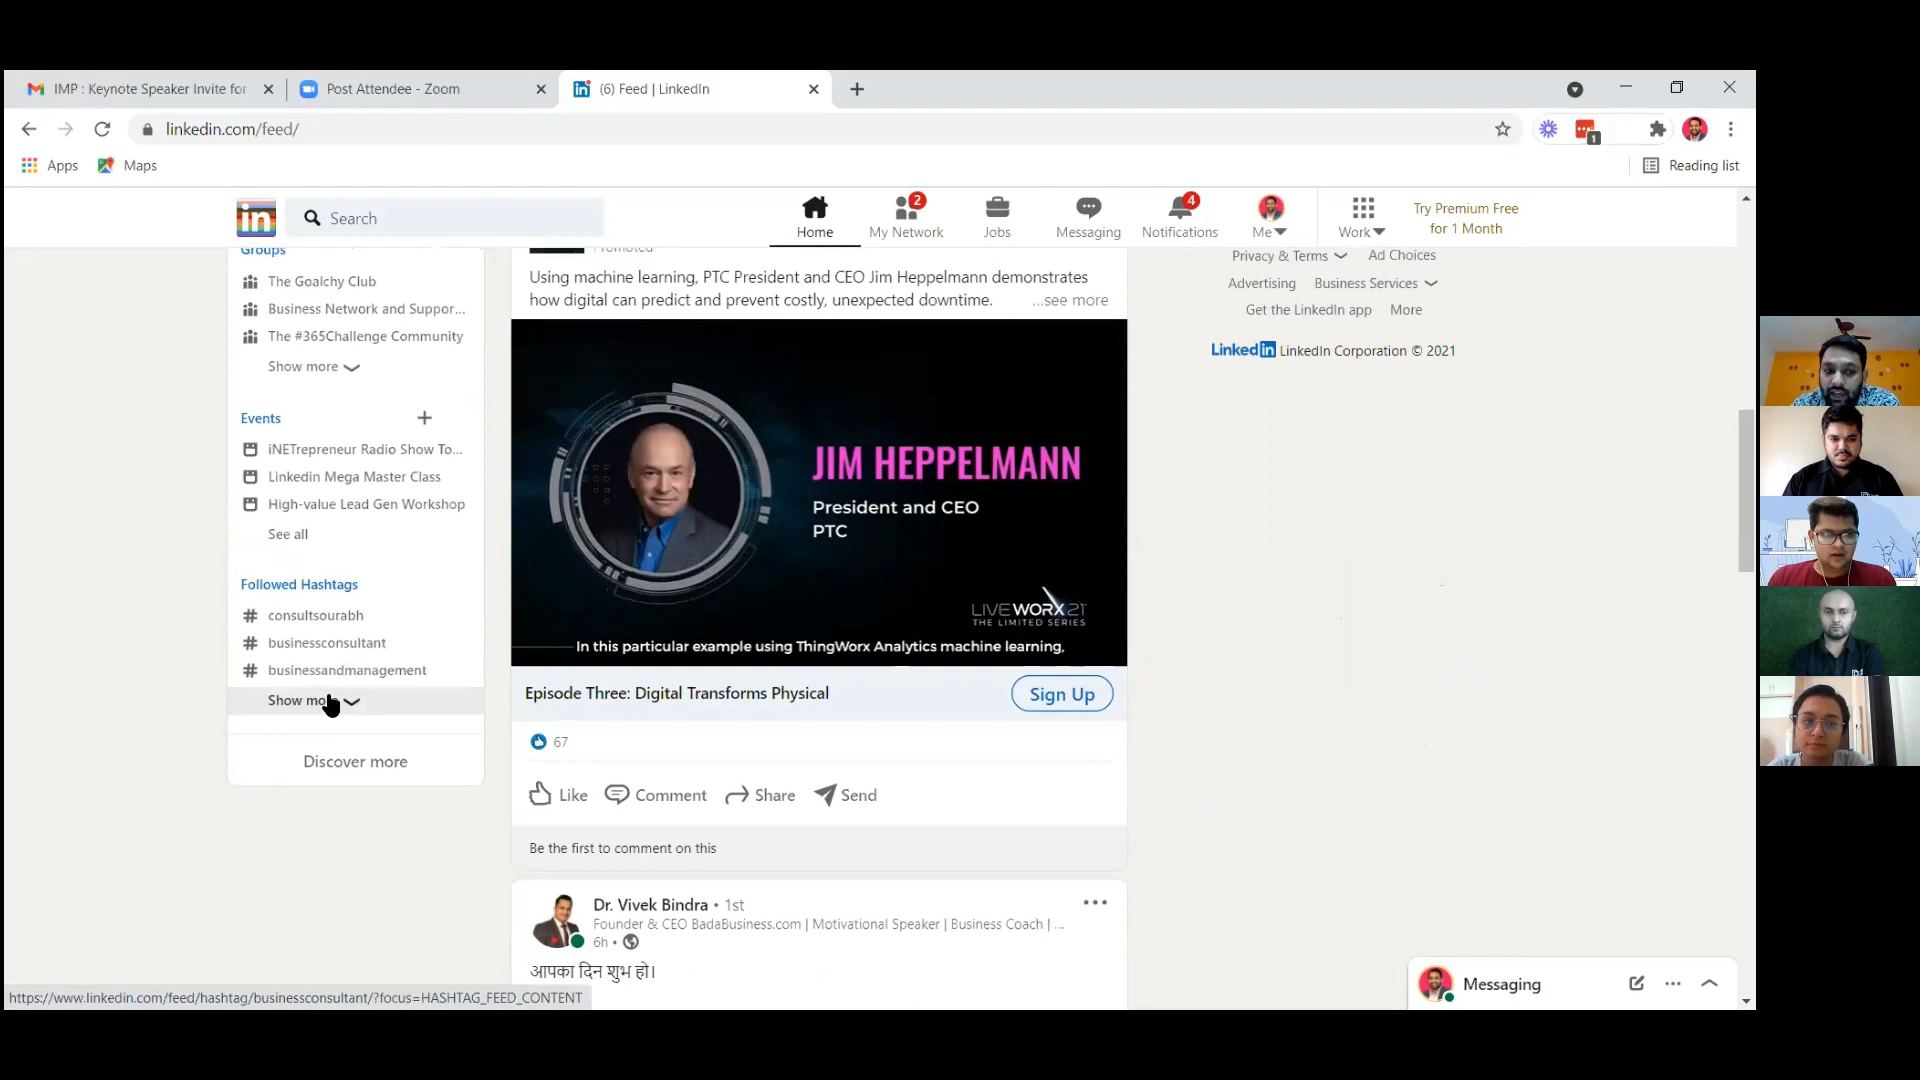 IMP : Keynote Speaker Invite for
Post Attendee - Zoom
(6) Feed | LinkedIn
linkedin.com/feed/
1
Apps
Maps
Reading list
in
Search
Home
2
My Network
Jobs
Messaging
4
Notifications
Me
Work
Try Premium Free
for 1 Month
Groups
The Goalchy Club
Business Network and Suppor...
The #365Challenge Community
Show more
Events
iNETrepreneur Radio Show To...
Linkedin Mega Master Class
High-value Lead Gen Workshop
See all
Followed Hashtags
# consultsourabh
# businessconsultant
# businessandmanagement
Show mo
Discover more
Promoted
Using machine learning, PTC President and CEO Jim Heppelmann demonstrates
how digital can predict and prevent costly, unexpected downtime. ...see more
JIM HEPPELMANN
President and CEO
PTC
LIVEWORX 21
THE LIMITED SERIES
In this particular example using ThingWorx Analytics machine learning,
Episode Three: Digital Transforms Physical
Sign Up
67
Like
Comment
Share
Send
Be the first to comment on this
Dr. Vivek Bindra • 1st
Founder & CEO BadaBusiness.com | Motivational Speaker | Business Coach | ...
6h •
आपका दिन शुभ हो।
Privacy & Terms
Ad Choices
Advertising
Business Services
Get the LinkedIn app
More
LinkedIn LinkedIn Corporation © 2021
Messaging
https://www.linkedin.com/feed/hashtag/businessconsultant/?focus=HASHTAG_FEED_CONTENT